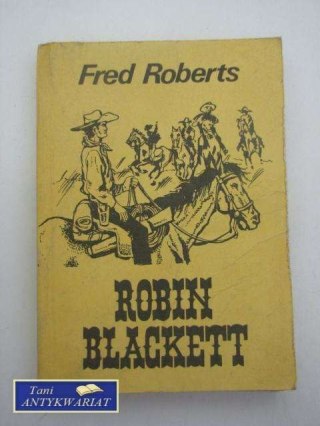 Fred Roberts
ROBIN
BLACKETT
Tani
ANTYKWARIAT